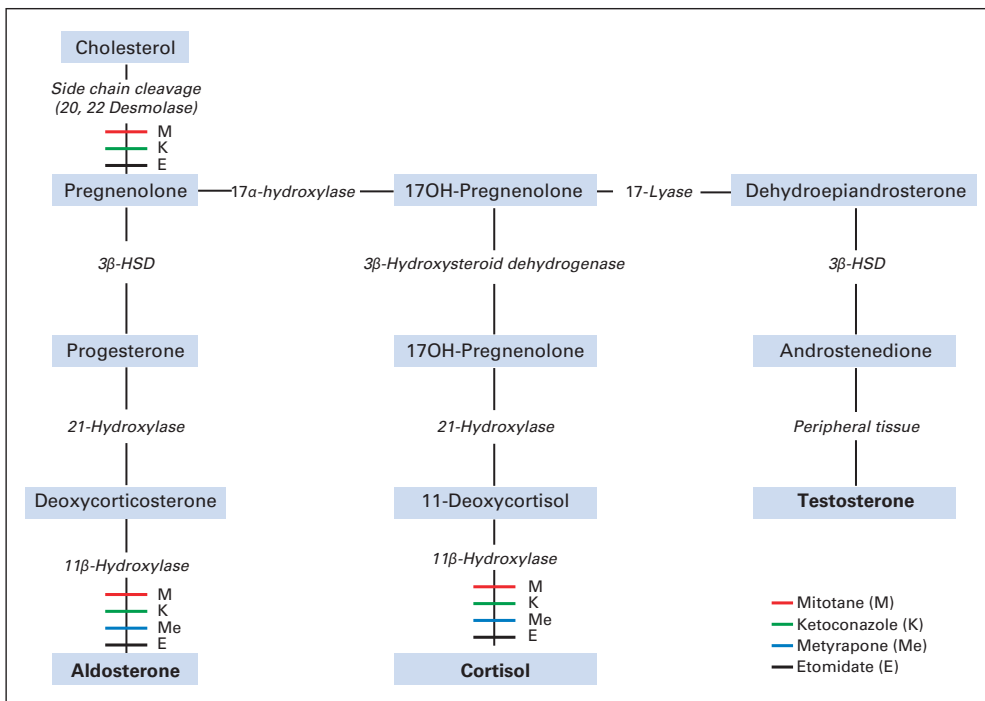 Cholesterol
Side chain cleavage
(20, 22 Desmolase)
M
K
E
Pregnenolone
17α-hydroxylase
17OH-Pregnenolone
17-Lyase
Dehydroepiandrosterone
3β-HSD
3β-Hydroxysteroid dehydrogenase
3β-HSD
Progesterone
17OH-Pregnenolone
Androstenedione
21-Hydroxylase
21-Hydroxylase
Peripheral tissue
Deoxycorticosterone
11-Deoxycortisol
Testosterone
11β-Hydroxylase
M
K
Me
E
11β-Hydroxylase
M
K
Me
E
Aldosterone
Cortisol
Mitotane (M)
Ketoconazole (K)
Metyrapone (Me)
Etomidate (E)